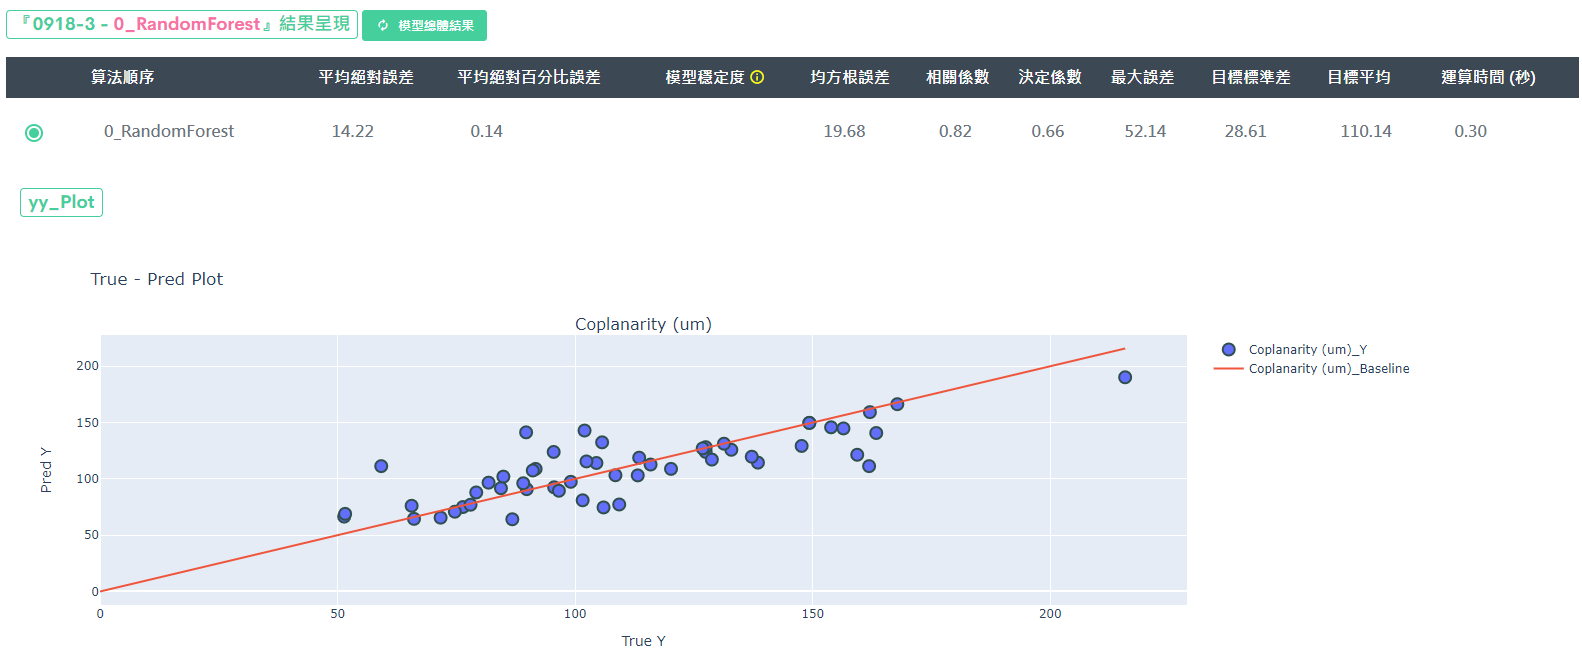 『0918-3 - 0_RandomForest』結果呈現 模型總體結果
算法順序 平均絕對誤差 平均絕對百分比誤差 模型穩定度 均方根誤差 相關係數 決定係數 最大誤差 目標標準差 目標平均 運算時間 (秒)
0_RandomForest 14.22 0.14 19.68 0.82 0.66 52.14 28.61 110.14 0.30
yy_Plot
True - Pred Plot
Coplanarity (um)
Coplanarity (um)_Y
Coplanarity (um)_Baseline
200
150
100
50
0
Pred Y
0 50 100 150 200
True Y